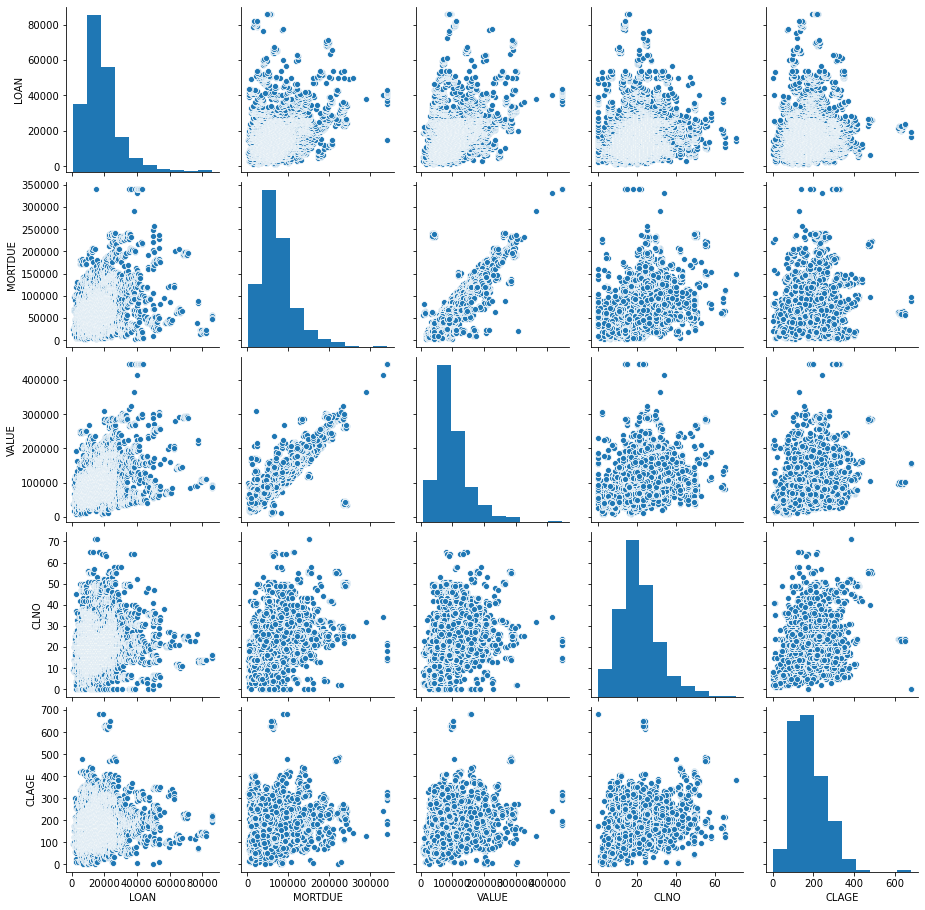 80000
60000
40000
20000
0
LOAN
350000
300000
250000
200000
150000
100000
50000
0
MORTDUE
400000
300000
200000
100000
0
VALUE
70
60
50
40
30
20
10
0
CLNO
700
600
500
400
300
200
100
0
CLAGE
0 20000 40000 60000 80000
LOAN
0 100000 200000 300000
MORTDUE
0 100000 200000 300000 400000
VALUE
0 20 40 60
CLNO
0 200 400 600
CLAGE